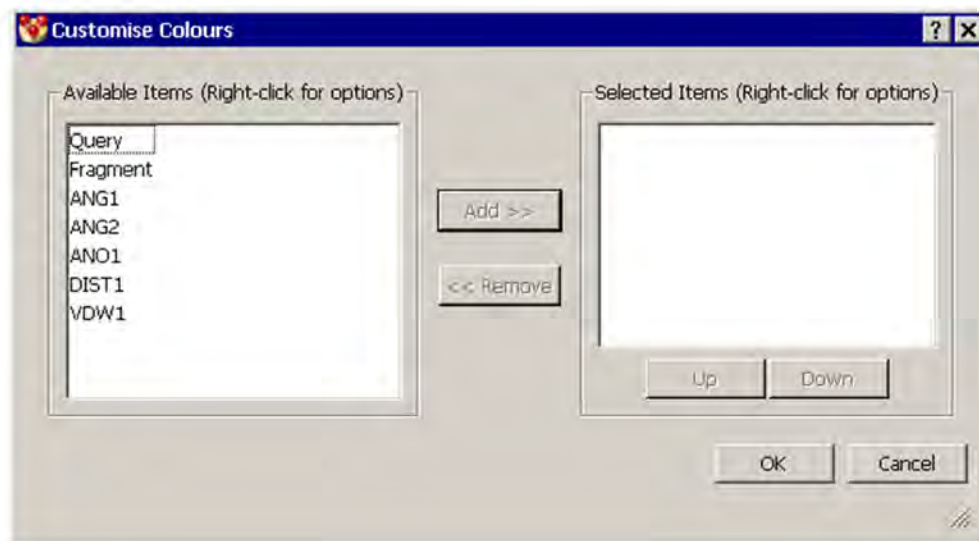 Customise Colours
Available Items (Right-click for options)
Query
Fragment
ANG1
ANG2
ANO1
DIST1
VDW1
Add >>
<< Remove
Selected Items (Right-click for options)
Up
Down
OK
Cancel